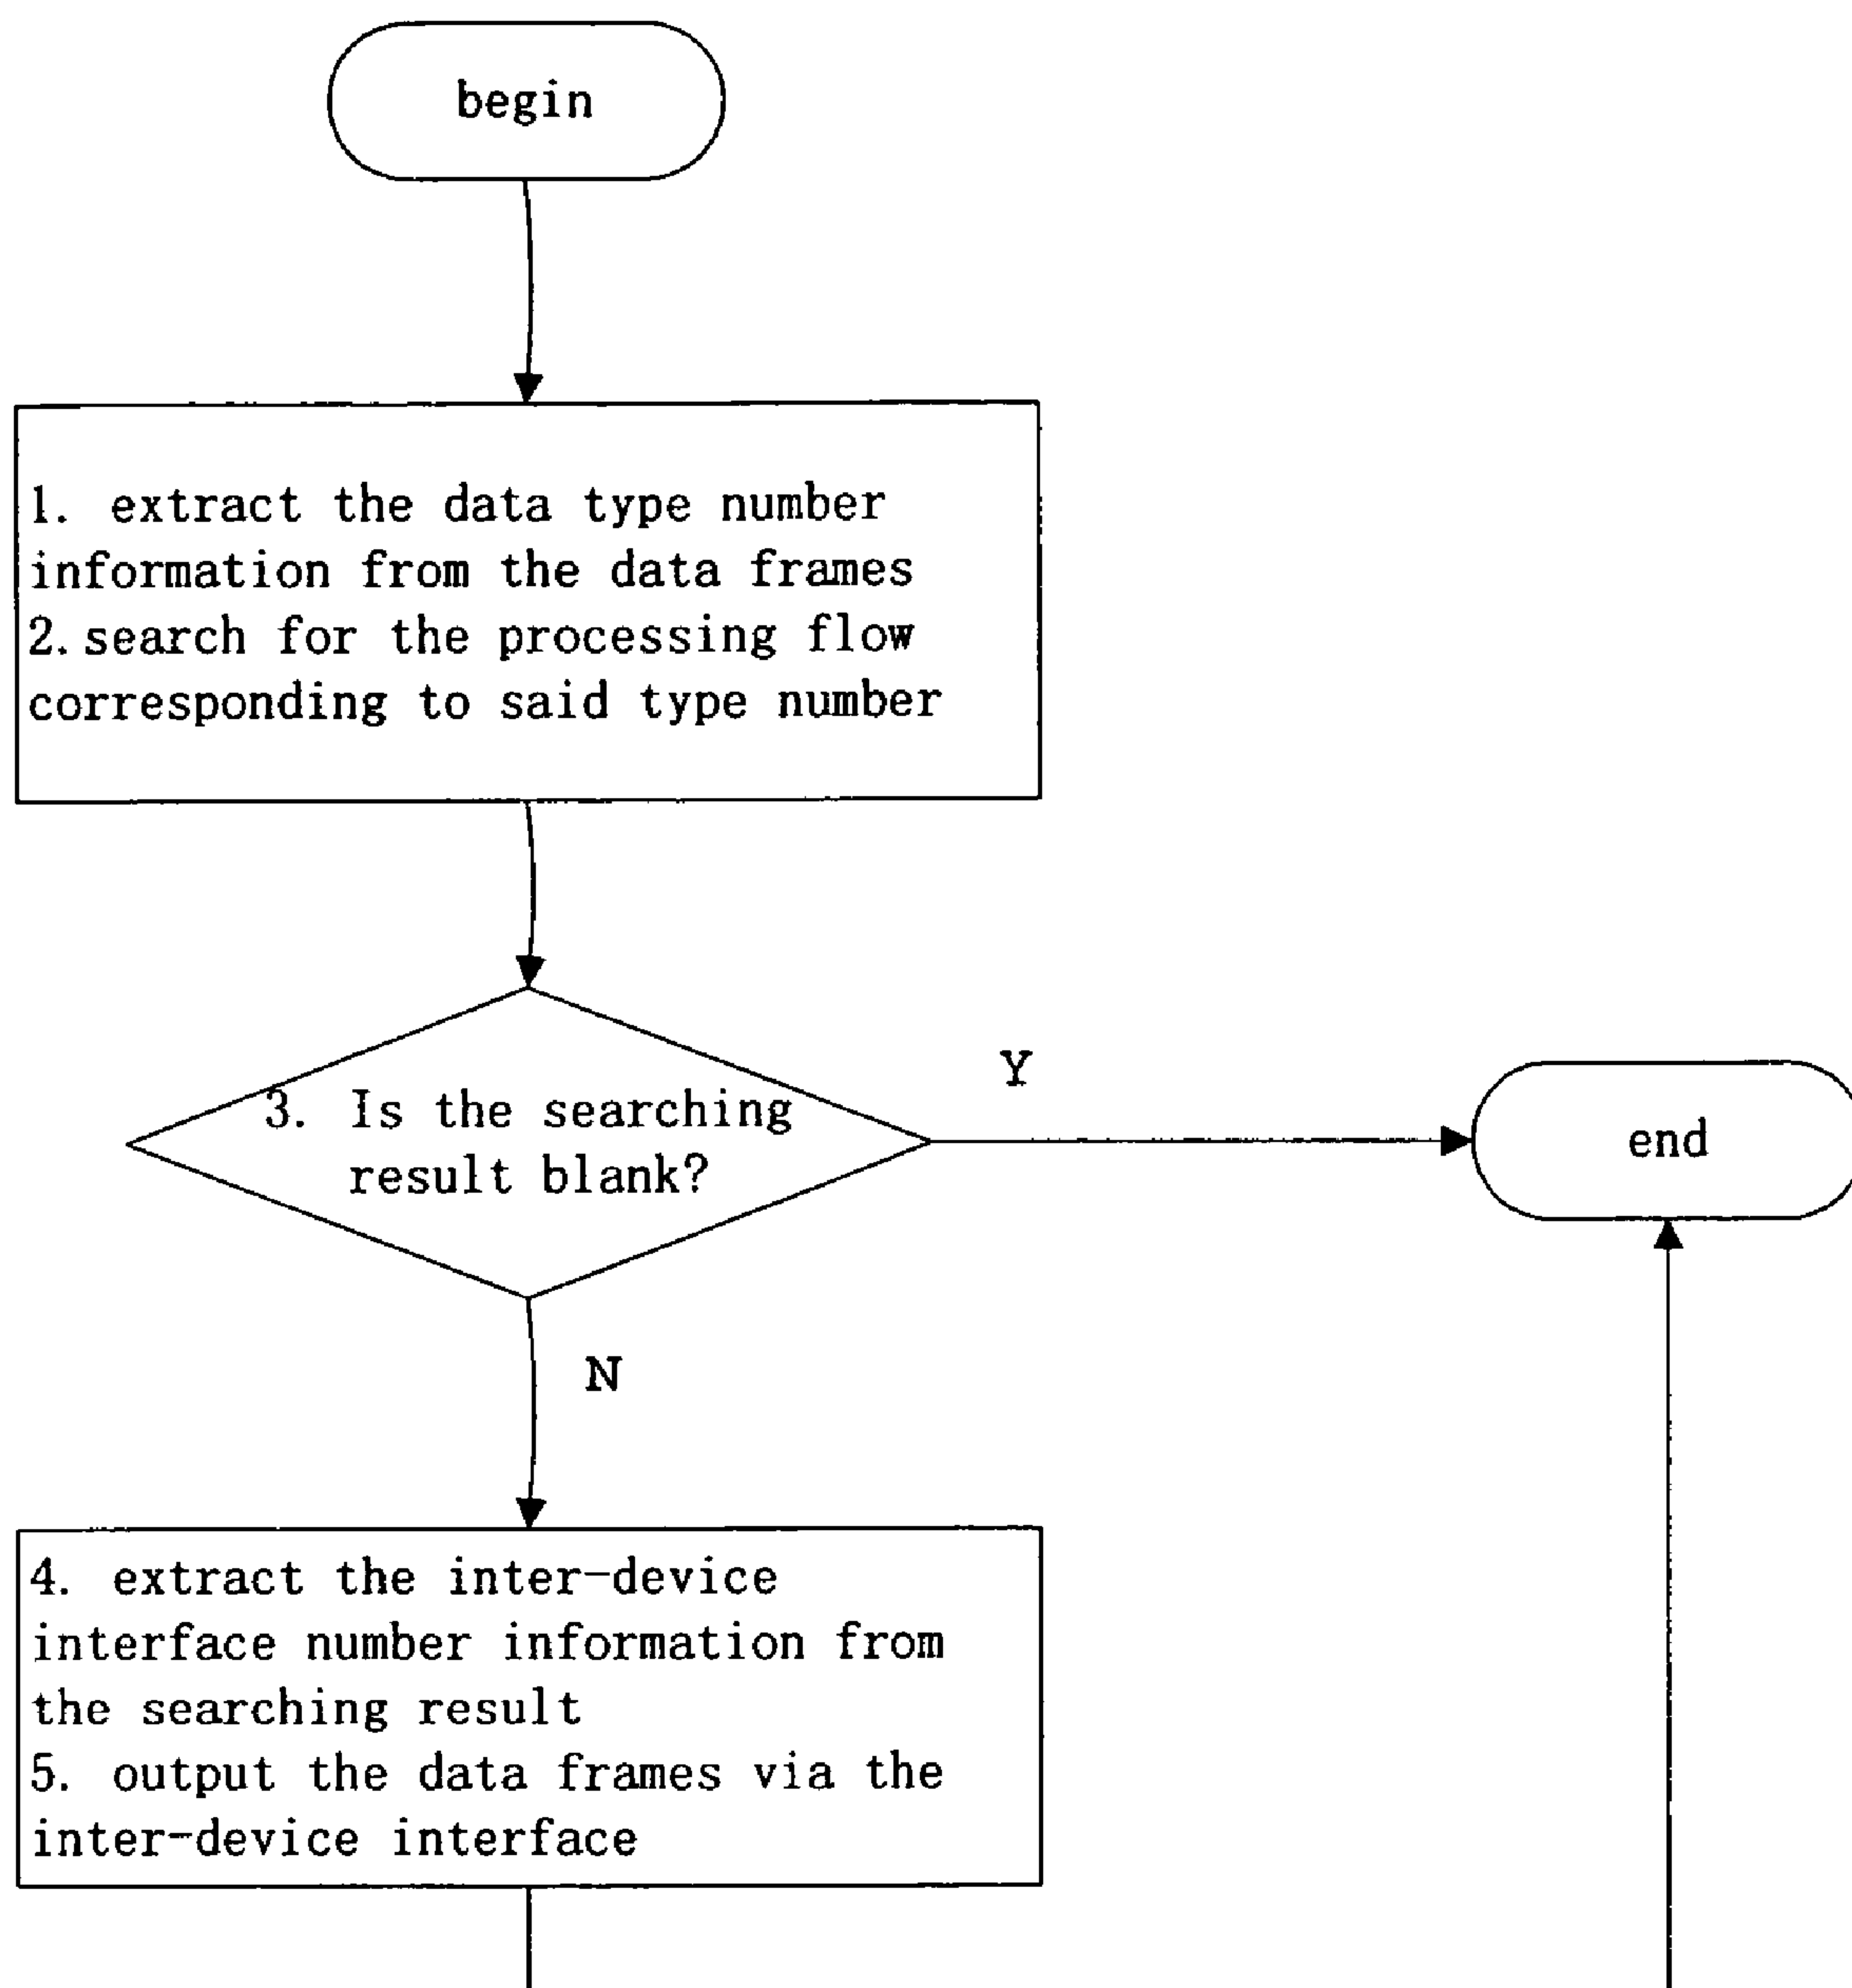 begin
1. extract the data type number
information from the data frames
2. search for the processing flow
corresponding to said type number
3. Is the searching
result blank?
Y
end
N
4. extract the inter-device
interface number information from
the searching result
5. output the data frames via the
inter-device interface